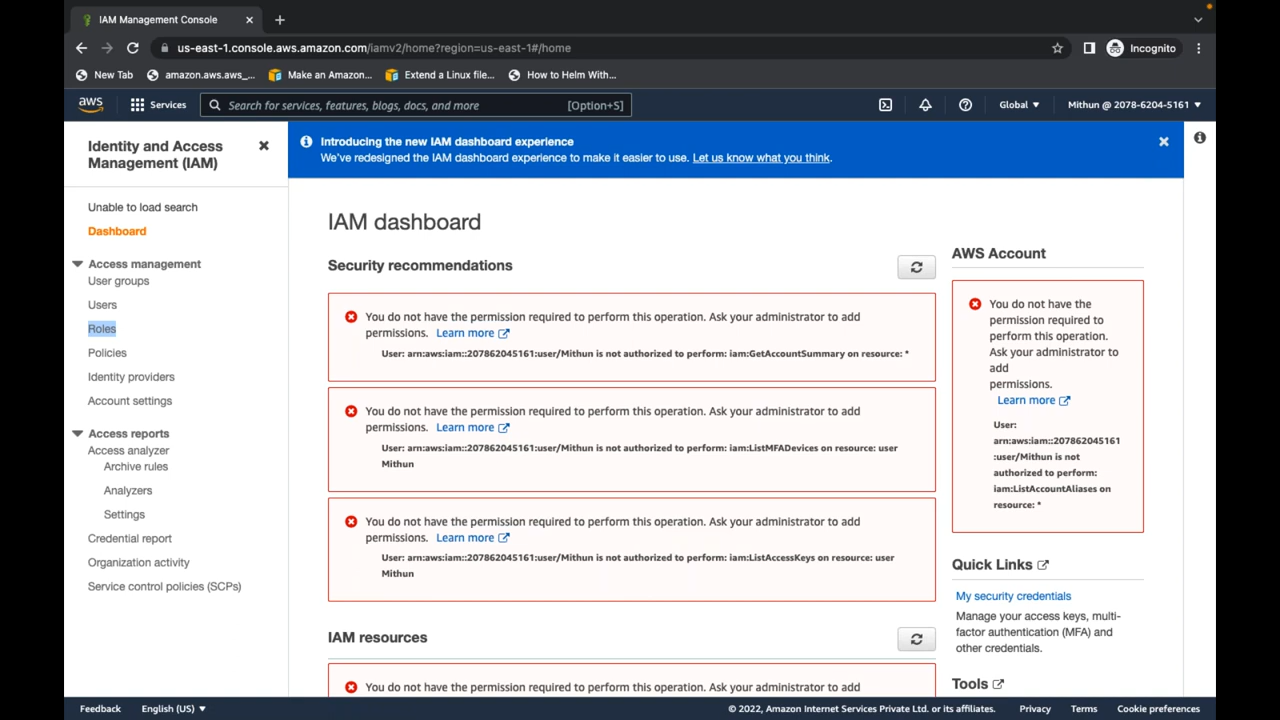 IAM Management Console
us-east-1.console.aws.amazon.com/iamv2/home?region=us-east-1#/home
Incognito
New Tab
amazon.aws.aws_...
Make an Amazon...
Extend a Linux file...
How to Helm With...
aws
Services
Search for services, features, blogs, docs, and more
[Option+S]
Global
Mithun @ 2078-6204-5161
Identity and Access
Management (IAM)
Unable to load search
Dashboard
Access management
User groups
Users
Roles
Policies
Identity providers
Account settings
Access reports
Access analyzer
Archive rules
Analyzers
Settings
Credential report
Organization activity
Service control policies (SCPs)
Introducing the new IAM dashboard experience
We've redesigned the IAM dashboard experience to make it easier to use. Let us know what you think.
IAM dashboard
Security recommendations
You do not have the permission required to perform this operation. Ask your administrator to add
permissions. Learn more
User: arn:aws:iam::207862045161:user/Mithun is not authorized to perform: iam:GetAccountSummary on resource: *
You do not have the permission required to perform this operation. Ask your administrator to add
permissions. Learn more
User: arn:aws:iam::207862045161:user/Mithun is not authorized to perform: iam:ListMFADevices on resource: user
Mithun
You do not have the permission required to perform this operation. Ask your administrator to add
permissions. Learn more
User: arn:aws:iam::207862045161:user/Mithun is not authorized to perform: iam:ListAccessKeys on resource: user
Mithun
IAM resources
You do not have the permission required to perform this operation. Ask your administrator to add
AWS Account
You do not have the
permission required to
perform this operation.
Ask your administrator to
add
permissions.
Learn more
User:
arn:aws:iam::207862045161
:user/Mithun is not
authorized to perform:
iam:ListAccountAliases on
resource: *
Quick Links
My security credentials
Manage your access keys, multi-
factor authentication (MFA) and
other credentials.
Tools
Feedback
English (US)
© 2022, Amazon Internet Services Private Ltd. or its affiliates.
Privacy
Terms
Cookie preferences